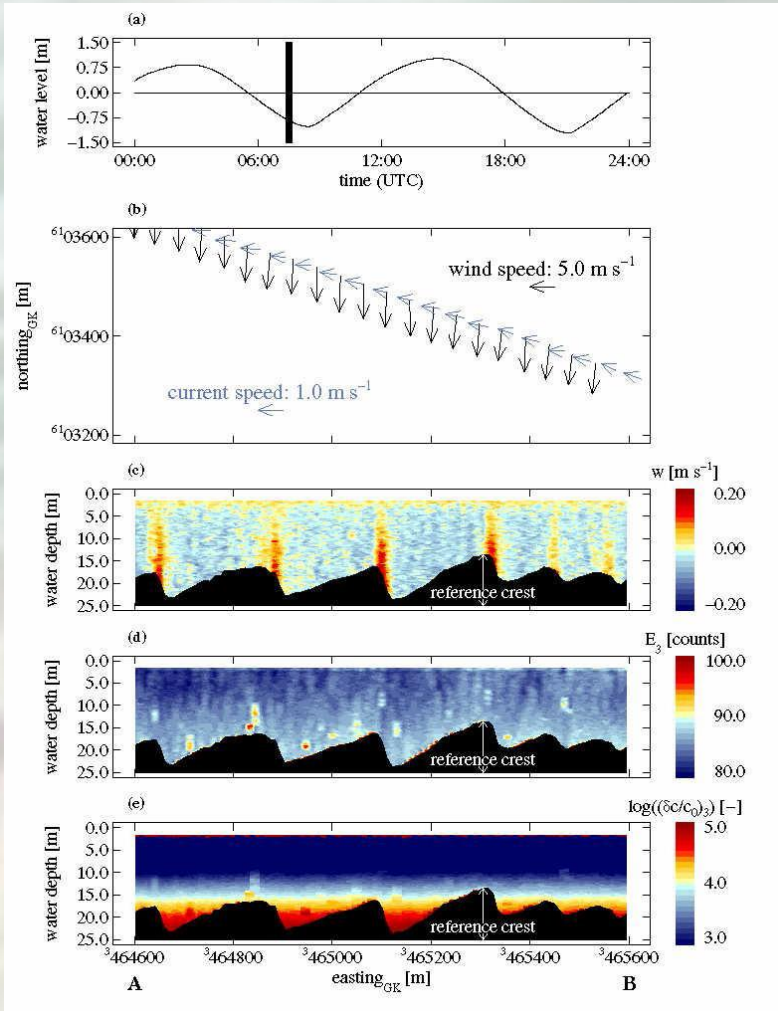 (a)
water level [m]
1.50
0.75
0.00
−0.75
−1.50
00:00 06:00 12:00 18:00 24:00
time (UTC)
(b)
northing_GK [m]
⁶¹03600
⁶¹03400
⁶¹03200
wind speed: 5.0 m s⁻¹
current speed: 1.0 m s⁻¹
(c)
w [m s⁻¹]
water depth [m]
0.0
5.0
10.0
15.0
20.0
25.0
reference crest
0.20
0.00
−0.20
(d)
E₃ [counts]
water depth [m]
0.0
5.0
10.0
15.0
20.0
25.0
reference crest
100.0
90.0
80.0
(e)
log((δc/c₀)₃) [−]
water depth [m]
0.0
5.0
10.0
15.0
20.0
25.0
reference crest
5.0
4.0
3.0
³464600 ³464800 ³465000 ³465200 ³465400 ³465600
easting_GK [m]
A B